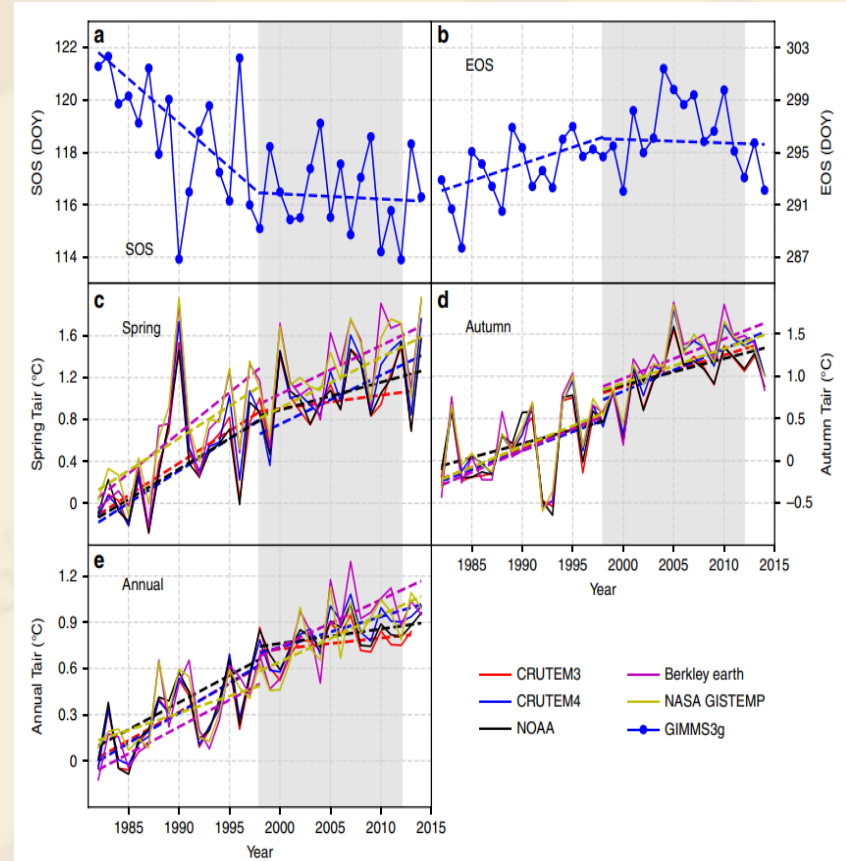 a
b
122
120
118
116
114
SOS (DOY)
SOS
EOS
303
299
295
291
287
EOS (DOY)
c
d
1.6
1.2
0.8
0.4
0
Spring Tair (°C)
Spring
Autumn
1.5
1.0
0.5
0
−0.5
Autumn Tair (°C)
1985 1990 1995 2000 2005 2010 2015
Year
e
Annual
1.2
0.9
0.6
0.3
0
Annual Tair (°C)
1985 1990 1995 2000 2005 2010 2015
Year
CRUTEM3
CRUTEM4
NOAA
Berkley earth
NASA GISTEMP
GIMMS3g